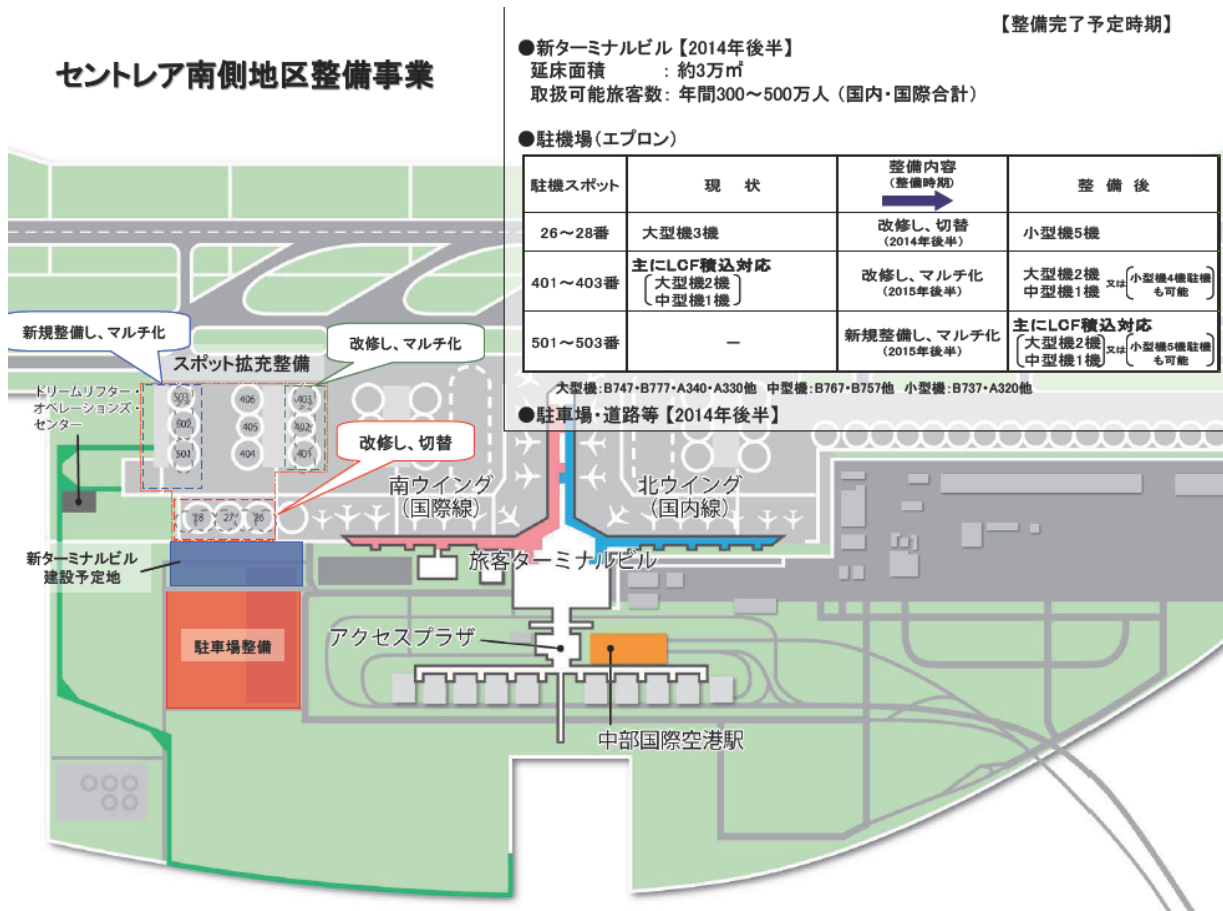 セントレア南側地区整備事業
【整備完了予定時期】
●新ターミナルビル【2014年後半】
延床面積 : 約3万㎡
取扱可能旅客数: 年間300～500万人（国内・国際合計）
●駐機場(エプロン)
駐機スポット 現 状 整備内容 整 備 後
(整備時期)
26～28番 大型機3機 改修し、切替 小型機5機
(2014年後半)
401～403番 主にLCF積込対応 改修し、マルチ化 大型機2機 又は 小型機4機駐機
大型機2機 (2015年後半) 中型機1機 も可能
中型機1機
501～503番 － 新規整備し、マルチ化 主にLCF積込対応
(2015年後半) 大型機2機 又は 小型機5機駐機
中型機1機 も可能
大型機:B747・B777・A340・A330他 中型機:B767・B757他 小型機:B737・A320他
●駐車場・道路等【2014年後半】
新規整備し、マルチ化
スポット拡充整備
改修し、マルチ化
ドリームリフター・
オペレーションズ・
センター
503 406 403
502 405 402
501 404 401
改修し、切替
28 27 26
南ウイング
（国際線）
北ウイング
（国内線）
新ターミナルビル
建設予定地
旅客ターミナルビル
駐車場整備
アクセスプラザ
中部国際空港駅